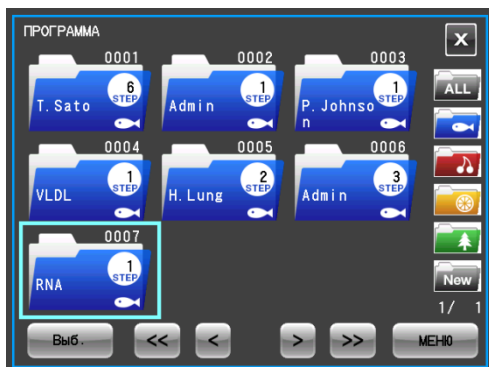 ПРОГРАММА
X
0001
0002
0003
6
STEP
1
STEP
1
STEP
T. Sato
Admin
P. Johnso
n
ALL
0004
0005
0006
1
STEP
2
STEP
3
STEP
VLDL
H. Lung
Admin
0007
1
STEP
RNA
New
1/ 1
Выб.
<<
<
>
>>
МЕНЮ